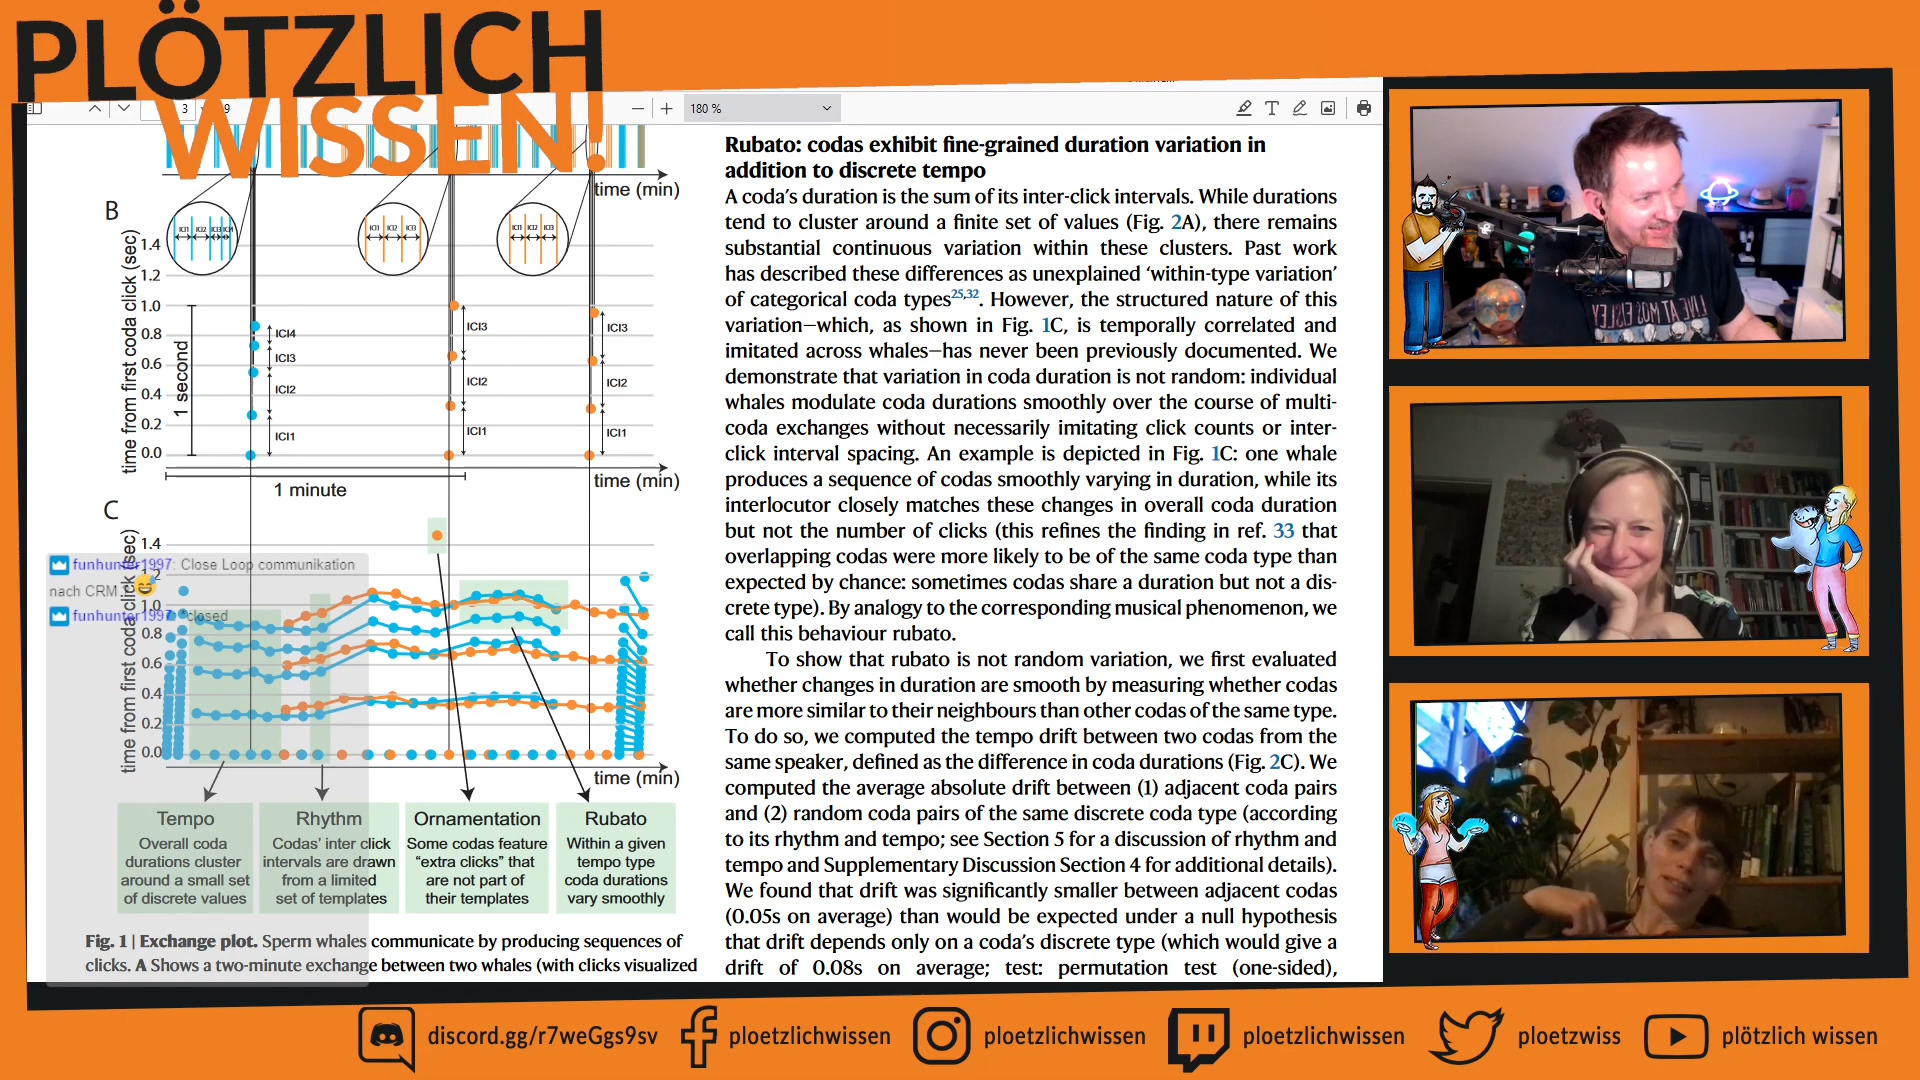 PLÖTZLICH
WISSEN!
3
9
180 %
time (min)
B
time from first coda click (sec)
1.4
1.2
1.0
0.8
0.6
0.4
0.2
0.0
1 second
ICI1 ICI2 ICI3 ICI4
ICI1 ICI2 ICI3
ICI1 ICI2 ICI3
ICI4
ICI3
ICI2
ICI1
ICI3
ICI2
ICI1
ICI3
ICI2
ICI1
1 minute
time (min)
C
time from first coda click (sec)
1.4
1.2
1.0
0.8
0.6
0.4
0.2
0.0
time (min)
funhunter1997: Close Loop communikation
nach CRM
funhunter1997: *closed
Tempo
Overall coda
durations cluster
around a small set
of discrete values
Rhythm
Codas' inter click
intervals are drawn
from a limited
set of templates
Ornamentation
Some codas feature
"extra clicks" that
are not part of
their templates
Rubato
Within a given
tempo type
coda durations
vary smoothly
Fig. 1 | Exchange plot. Sperm whales communicate by producing sequences of
clicks. A Shows a two-minute exchange between two whales (with clicks visualized
Rubato: codas exhibit fine-grained duration variation in
addition to discrete tempo
A coda's duration is the sum of its inter-click intervals. While durations
tend to cluster around a finite set of values (Fig. 2A), there remains
substantial continuous variation within these clusters. Past work
has described these differences as unexplained 'within-type variation'
of categorical coda types25,32. However, the structured nature of this
variation—which, as shown in Fig. 1C, is temporally correlated and
imitated across whales—has never been previously documented. We
demonstrate that variation in coda duration is not random: individual
whales modulate coda durations smoothly over the course of multi-
coda exchanges without necessarily imitating click counts or inter-
click interval spacing. An example is depicted in Fig. 1C: one whale
produces a sequence of codas smoothly varying in duration, while its
interlocutor closely matches these changes in overall coda duration
but not the number of clicks (this refines the finding in ref. 33 that
overlapping codas were more likely to be of the same coda type than
expected by chance: sometimes codas share a duration but not a dis-
crete type). By analogy to the corresponding musical phenomenon, we
call this behaviour rubato.
To show that rubato is not random variation, we first evaluated
whether changes in duration are smooth by measuring whether codas
are more similar to their neighbours than other codas of the same type.
To do so, we computed the tempo drift between two codas from the
same speaker, defined as the difference in coda durations (Fig. 2C). We
computed the average absolute drift between (1) adjacent coda pairs
and (2) random coda pairs of the same discrete coda type (according
to its rhythm and tempo; see Section 5 for a discussion of rhythm and
tempo and Supplementary Discussion Section 4 for additional details).
We found that drift was significantly smaller between adjacent codas
(0.05s on average) than would be expected under a null hypothesis
that drift depends only on a coda's discrete type (which would give a
drift of 0.08s on average; test: permutation test (one-sided),
LIVE AT MOS EISLEY
discord.gg/r7weGgs9sv
ploetzlichwissen
ploetzlichwissen
ploetzlichwissen
ploetzwiss
plötzlich wissen